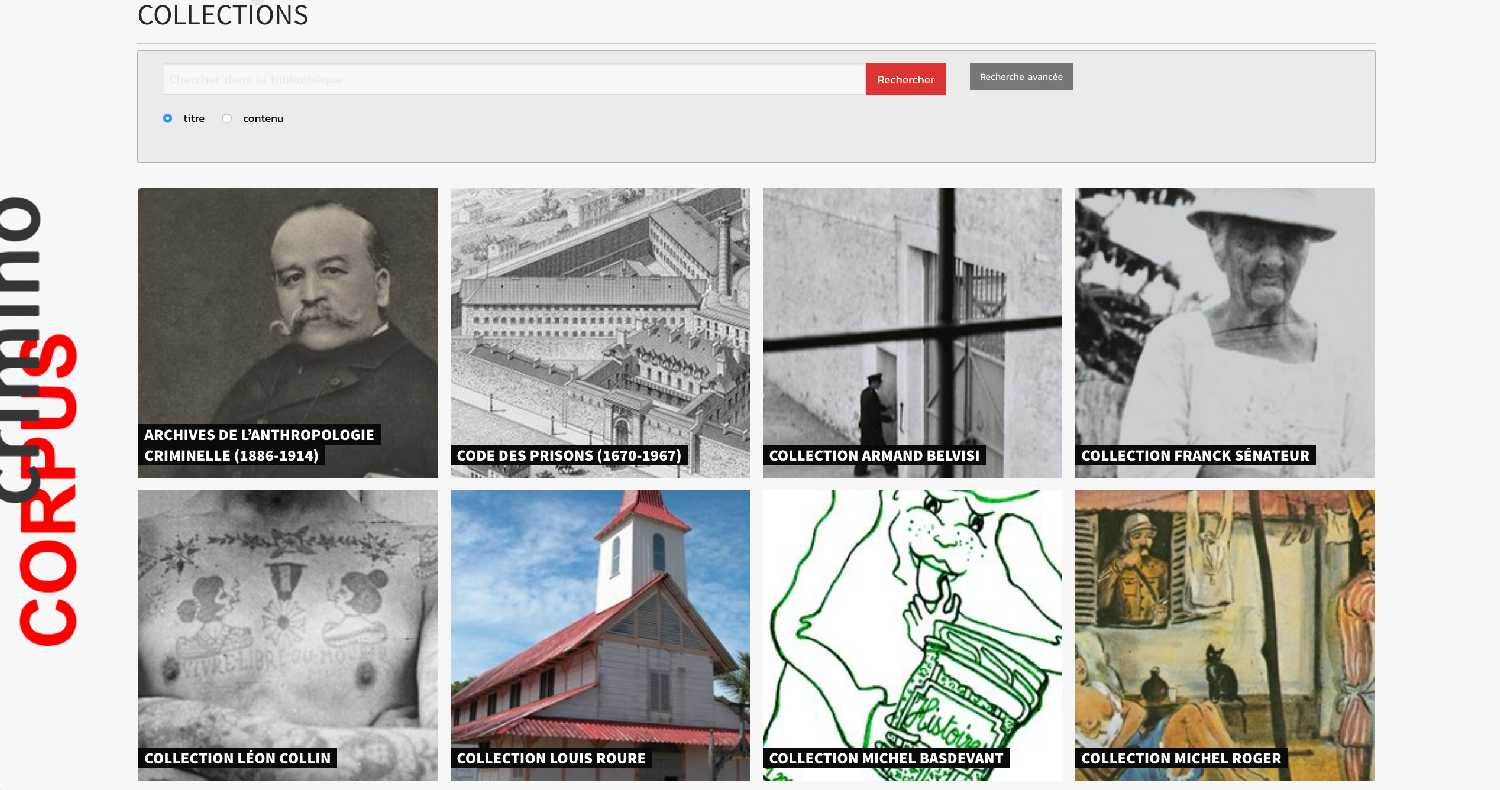 COLLECTIONS
Chercher dans la bibliothèque
Rechercher
Recherche avancée
titre
contenu
crimino
CORPUS
ARCHIVES DE L'ANTHROPOLOGIE
CRIMINELLE (1886-1914)
CODE DES PRISONS (1670-1967)
COLLECTION ARMAND BELVISI
COLLECTION FRANCK SÉNATEUR
VIVRE LIBRE OU MOURIR
COLLECTION LÉON COLLIN
COLLECTION LOUIS ROURE
Histoire
COLLECTION MICHEL BASDEVANT
COLLECTION MICHEL ROGER